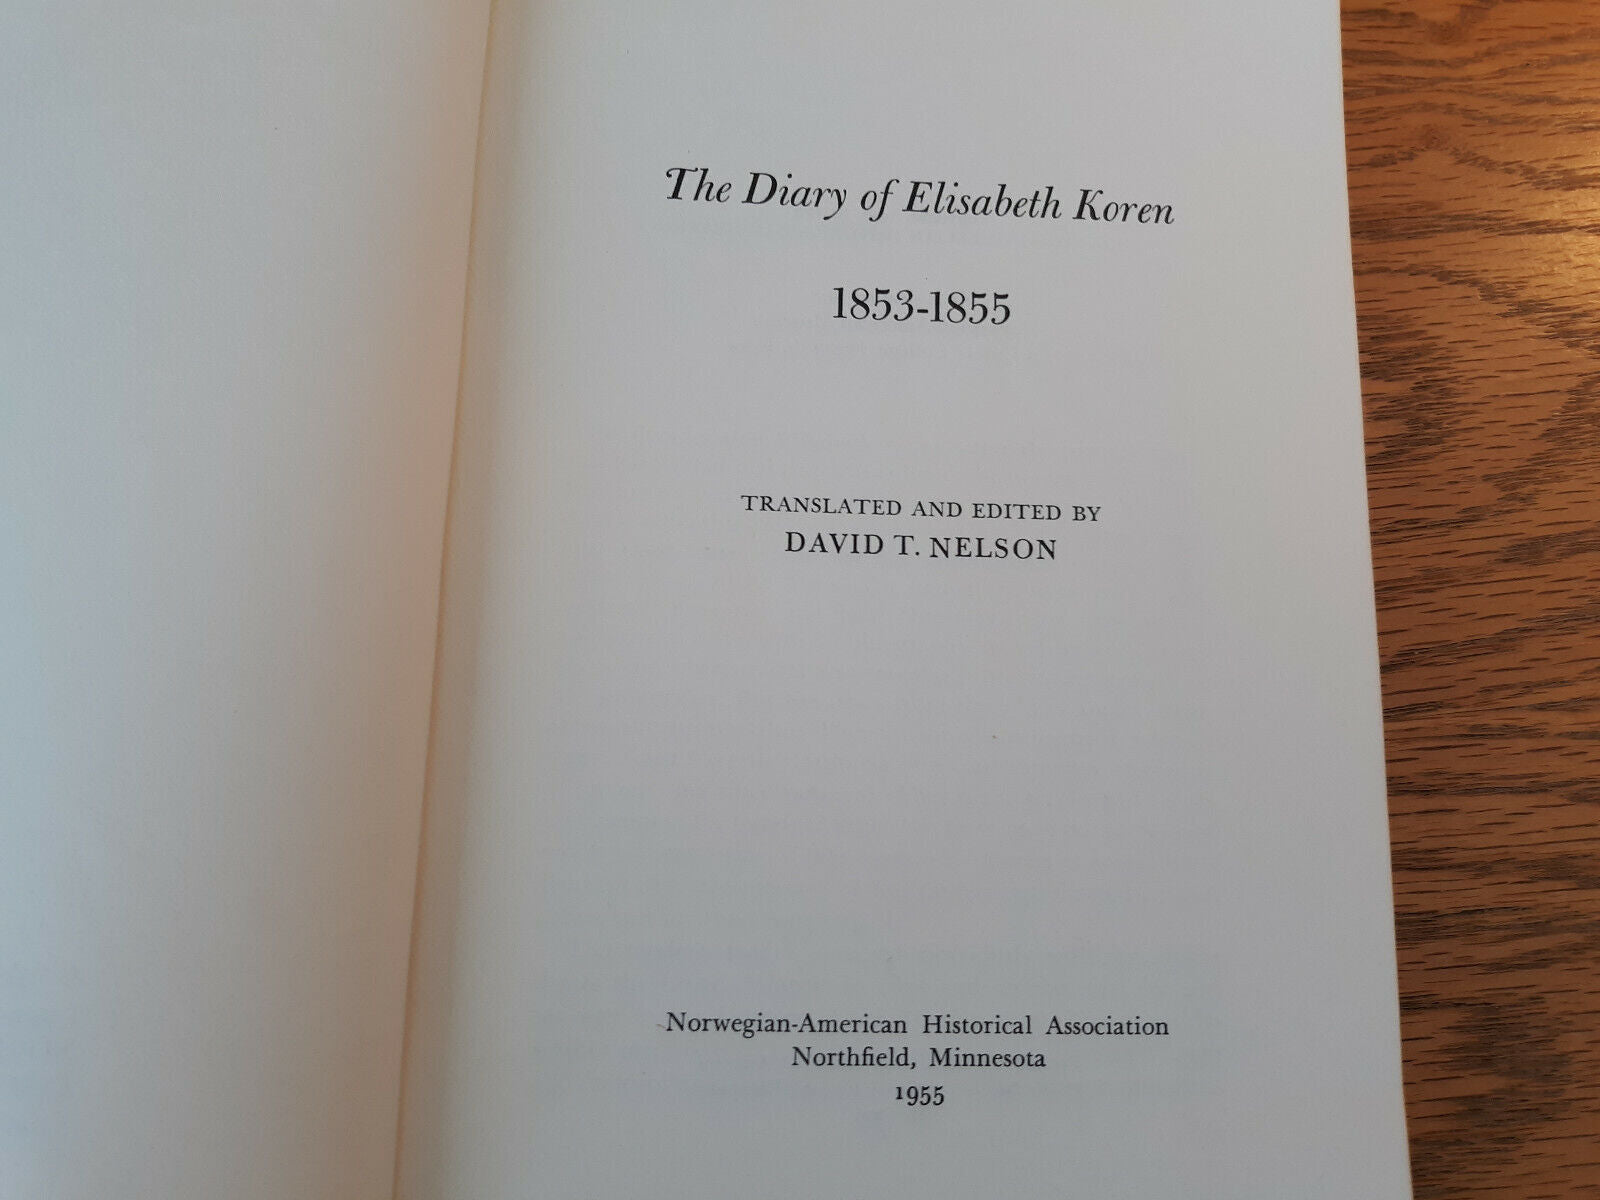 The Diary of Elisabeth Koren
1853-1855
TRANSLATED AND EDITED BY
DAVID T. NELSON
Norwegian-American Historical Association
Northfield, Minnesota
1955